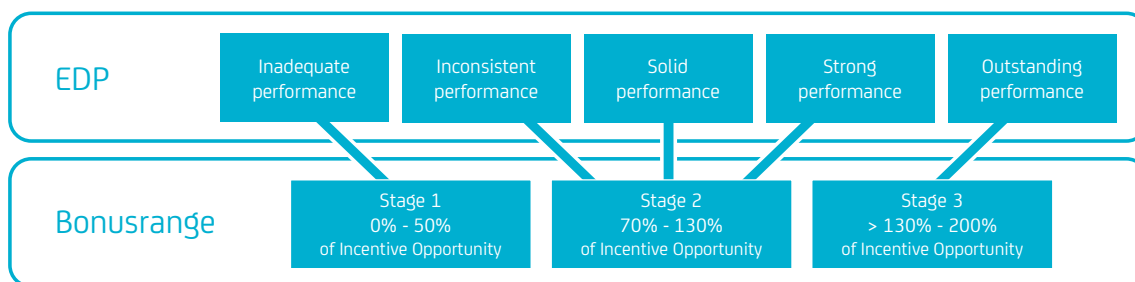 EDP
Inadequate
performance
Inconsistent
performance
Solid
performance
Strong
performance
Outstanding
performance
Bonusrange
Stage 1
0% - 50%
of Incentive Opportunity
Stage 2
70% - 130%
of Incentive Opportunity
Stage 3
> 130% - 200%
of Incentive Opportunity